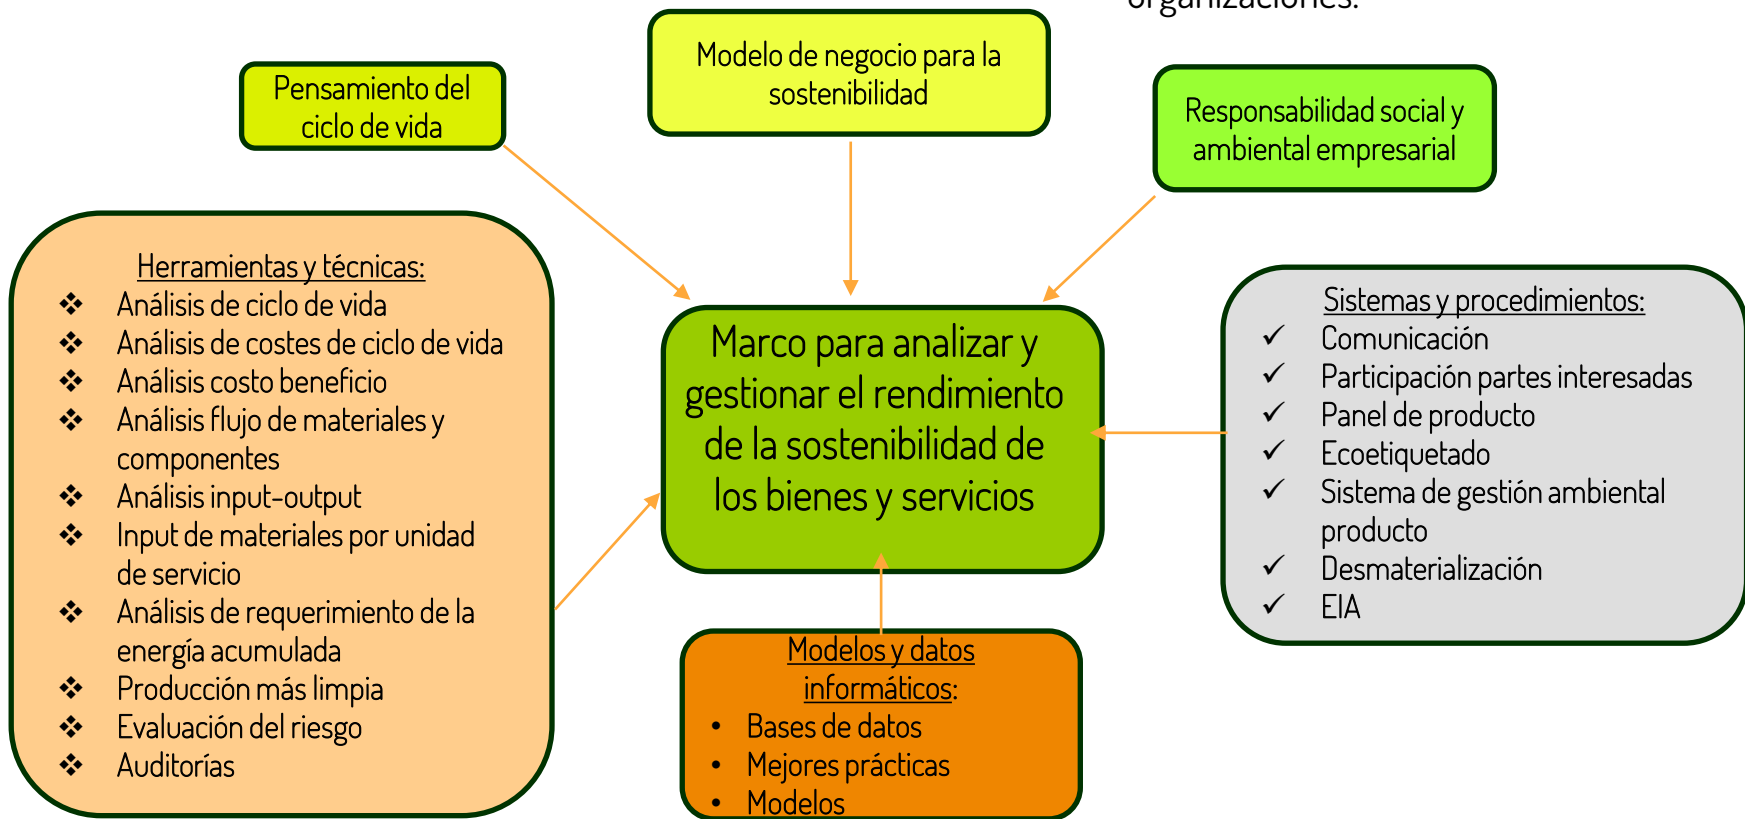 organizaciones.
Modelo de negocio para la
sostenibilidad
Pensamiento del
ciclo de vida
Responsabilidad social y
ambiental empresarial
Herramientas y técnicas:
❖ Análisis de ciclo de vida
❖ Análisis de costes de ciclo de vida
❖ Análisis costo beneficio
❖ Análisis flujo de materiales y
componentes
❖ Análisis input-output
❖ Input de materiales por unidad
de servicio
❖ Análisis de requerimiento de la
energía acumulada
❖ Producción más limpia
❖ Evaluación del riesgo
❖ Auditorías
Marco para analizar y
gestionar el rendimiento
de la sostenibilidad de
los bienes y servicios
Sistemas y procedimientos:
✓ Comunicación
✓ Participación partes interesadas
✓ Panel de producto
✓ Ecoetiquetado
✓ Sistema de gestión ambiental
producto
✓ Desmaterialización
✓ EIA
Modelos y datos
informáticos:
• Bases de datos
• Mejores prácticas
• Modelos